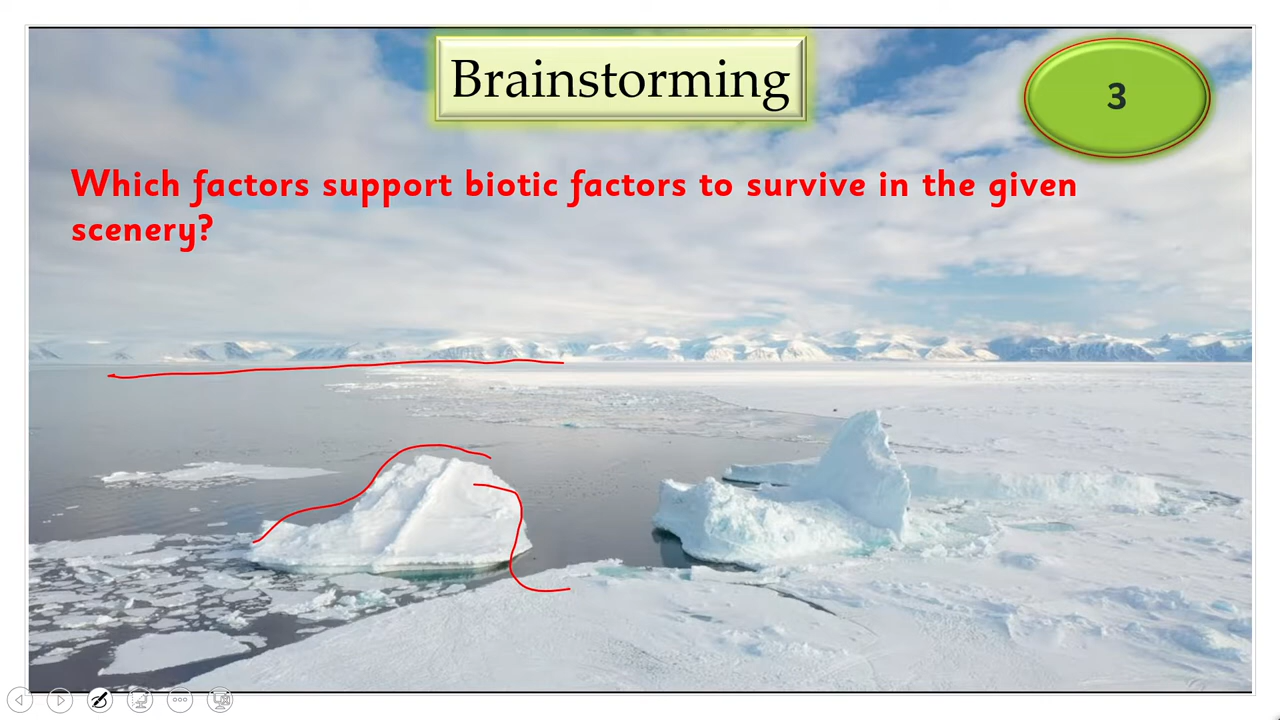 Brainstorming
3
Which factors support biotic factors to survive in the given
scenery?